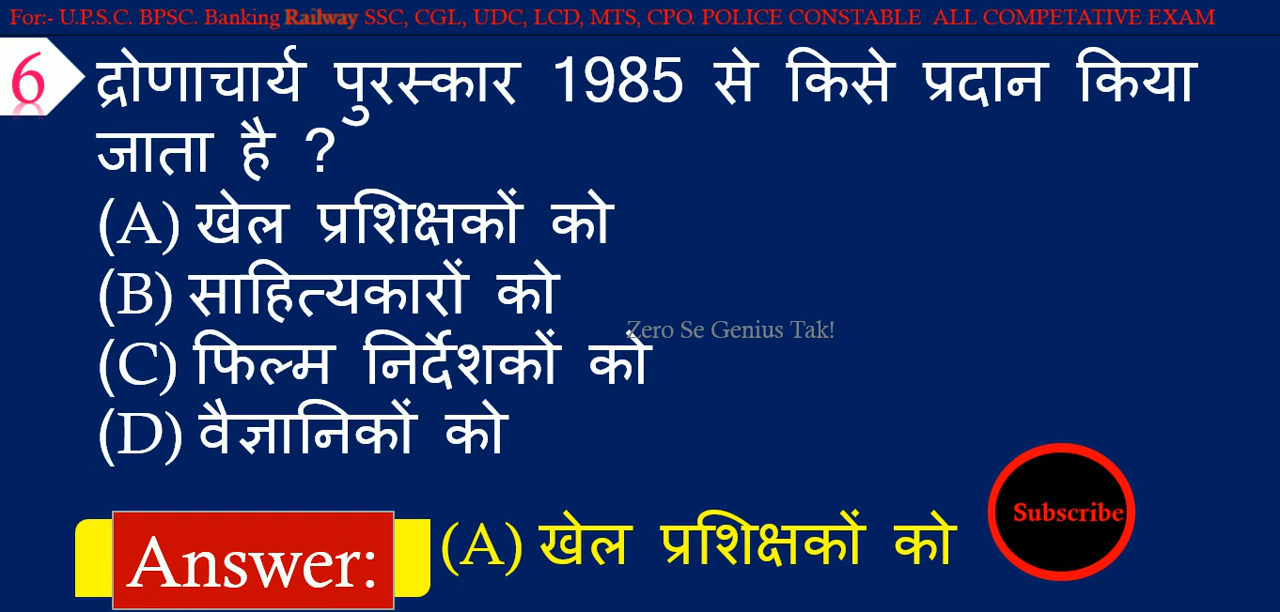 For:- U.P.S.C. BPSC. Banking Railway SSC, CGL, UDC, LCD, MTS, CPO. POLICE CONSTABLE ALL COMPETATIVE EXAM
6 द्रोणाचार्य पुरस्कार 1985 से किसे प्रदान किया
जाता है ?
(A) खेल प्रशिक्षकों को
(B) साहित्यकारों को
Zero Se Genius Tak!
(C) फिल्म निर्देशकों को
(D) वैज्ञानिकों को
Subscribe
Answer: (A) खेल प्रशिक्षकों को